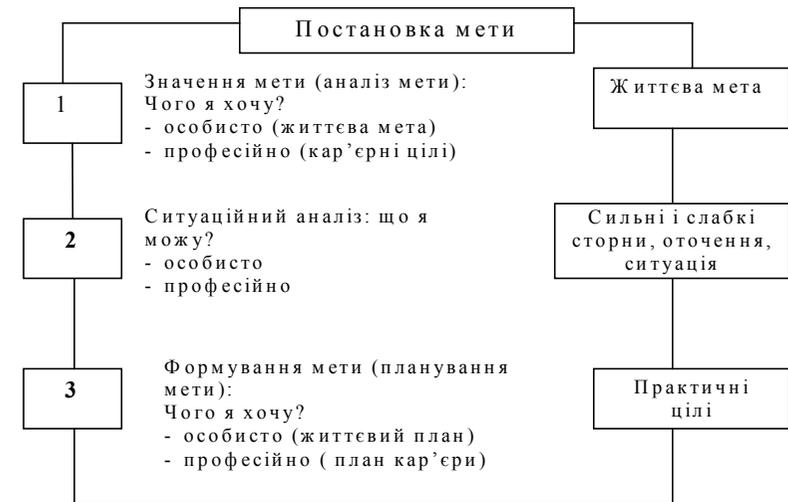 Постановка мети
1
Значення мети (аналіз мети):
Чого я хочу?
- особисто (життєва мета)
- професійно (кар’єрні цілі)
Життєва мета
2
Ситуаційний аналіз: що я
можу?
- особисто
- професійно
Сильні і слабкі
сторни, оточення,
ситуація
3
Формування мети (планування
мети):
Чого я хочу?
- особисто (життєвий план)
- професійно ( план кар’єри)
Практичні
цілі